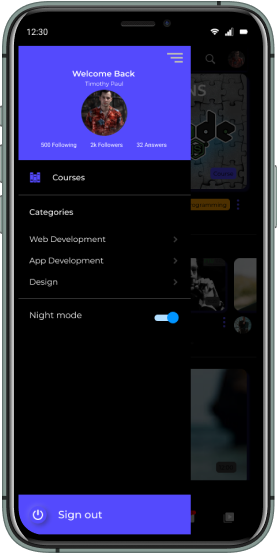 12:30
Welcome Back
Timothy Paul
500 Following
2k Followers
32 Answers
Courses
Categories
Web Development
App Development
Design
Night mode
Sign out